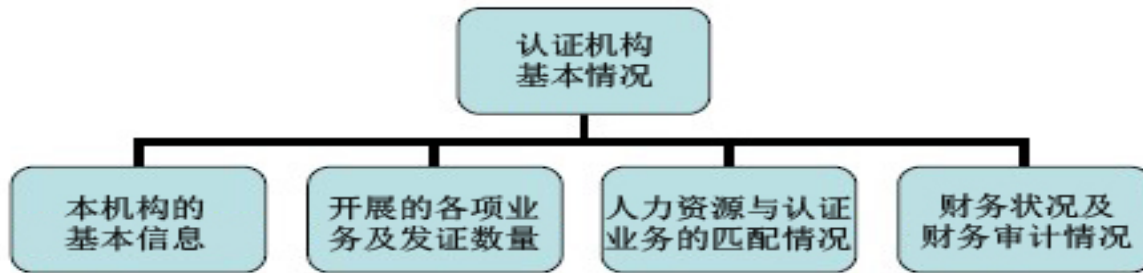 认证机构
基本情况
本机构的
基本信息
开展的各项业
务及发证数量
人力资源与认证
业务的匹配情况
财务状况及
财务审计情况